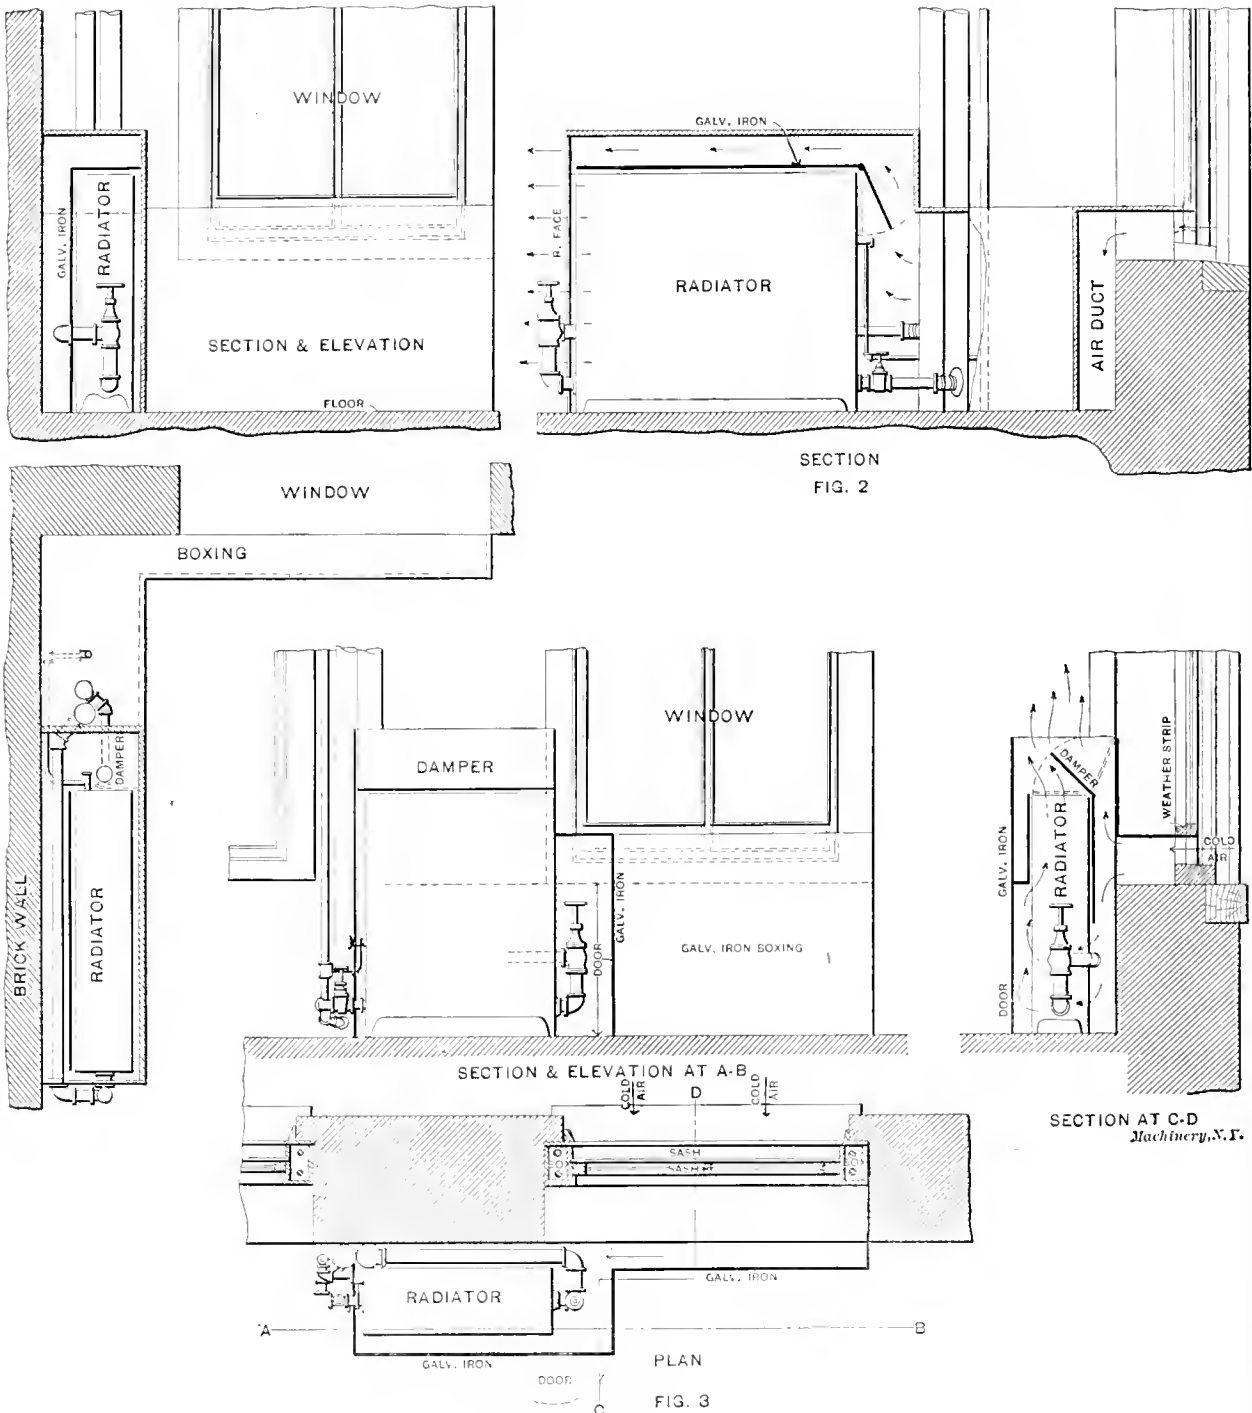 WINDOW
GALV. IRON
RADIATOR
SECTION & ELEVATION
FLOOR
GALV. IRON
R. FACE
RADIATOR
AIR DUCT
SECTION
FIG. 2
WINDOW
BOXING
DAMPER
BRICK WALL
RADIATOR
WINDOW
DAMPER
GALV. IRON
DOOR
GALV. IRON BOXING
SECTION & ELEVATION AT A-B
DAMPER
WEATHER STRIP
GALV. IRON
RADIATOR
COLD
AIR
DOOR
SECTION AT C-D
Machinery, N.Y.
COLD
AIR
D
COLD
AIR
SASH
SASH
GALV. IRON
RADIATOR
A
B
GALV. IRON
PLAN
DOOR
C
FIG. 3